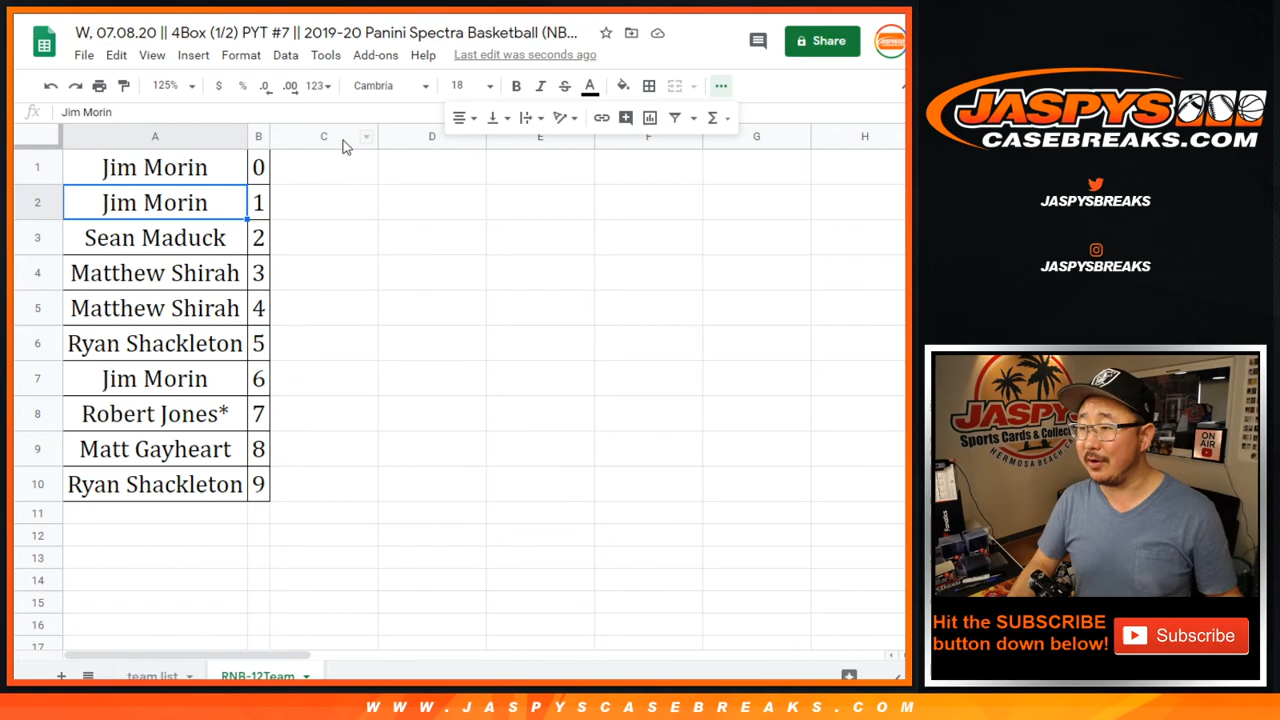 W, 07.08.20 || 4Box (1/2) PYT #7 || 2019-20 Panini Spectra Basketball (NB...
File Edit View Insert Format Data Tools Add-ons Help Last edit was seconds ago
Share
125% $ % .0 .00 123 Cambria 18 B I S A
fx Jim Morin
A B C D E F G H
1 Jim Morin 0
2 Jim Morin 1
3 Sean Maduck 2
4 Matthew Shirah 3
5 Matthew Shirah 4
6 Ryan Shackleton 5
7 Jim Morin 6
8 Robert Jones* 7
9 Matt Gayheart 8
10 Ryan Shackleton 9
11
12
13
14
15
16
17
team list RNB-12Team
JASPYS
CASEBREAKS.COM
JASPYSBREAKS
JASPYSBREAKS
JASPYS
Sports Cards & Collec
HERMOSA BEACH
ON AIR
Hit the SUBSCRIBE
button down below!
Subscribe
WWW.JASPYSCASEBREAKS.COM